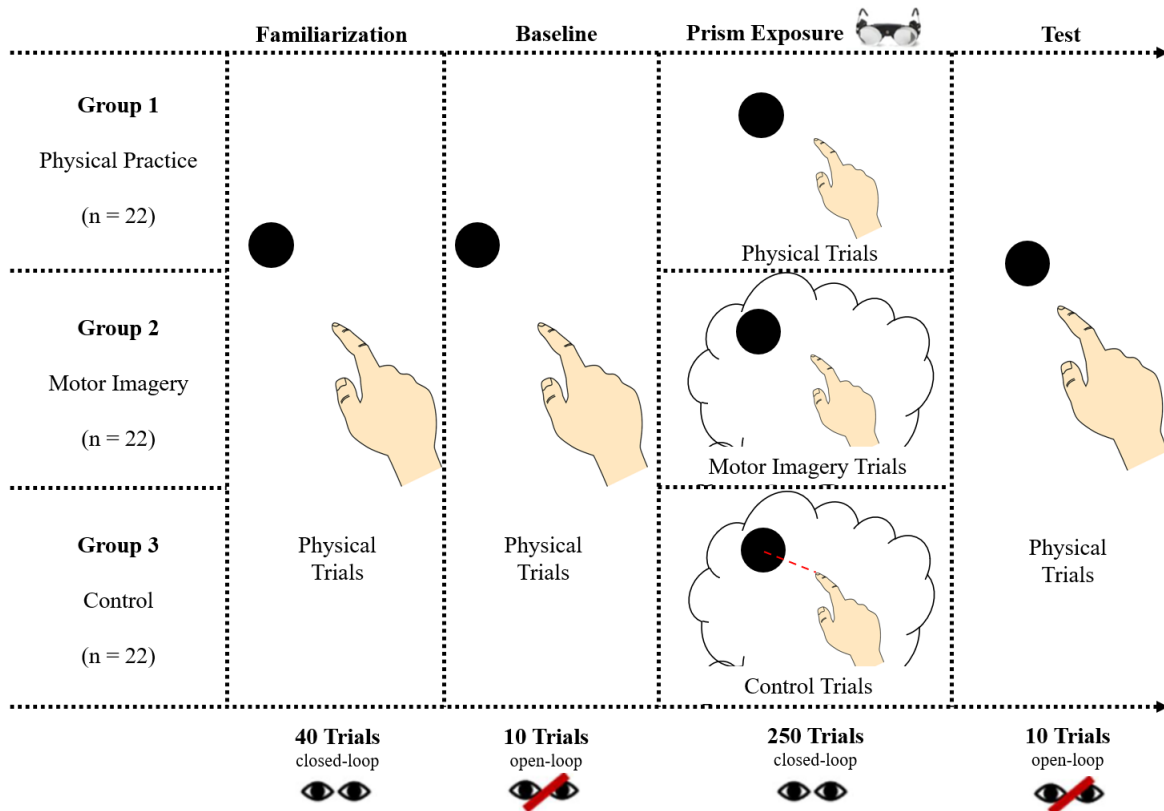 Familiarization
Baseline
Prism Exposure
Test
Group 1
Physical Practice
(n = 22)
Physical Trials
Group 2
Motor Imagery
(n = 22)
Motor Imagery Trials
Group 3
Control
(n = 22)
Physical
Trials
Physical
Trials
Control Trials
Physical
Trials
40 Trials
closed-loop
10 Trials
open-loop
250 Trials
closed-loop
10 Trials
open-loop